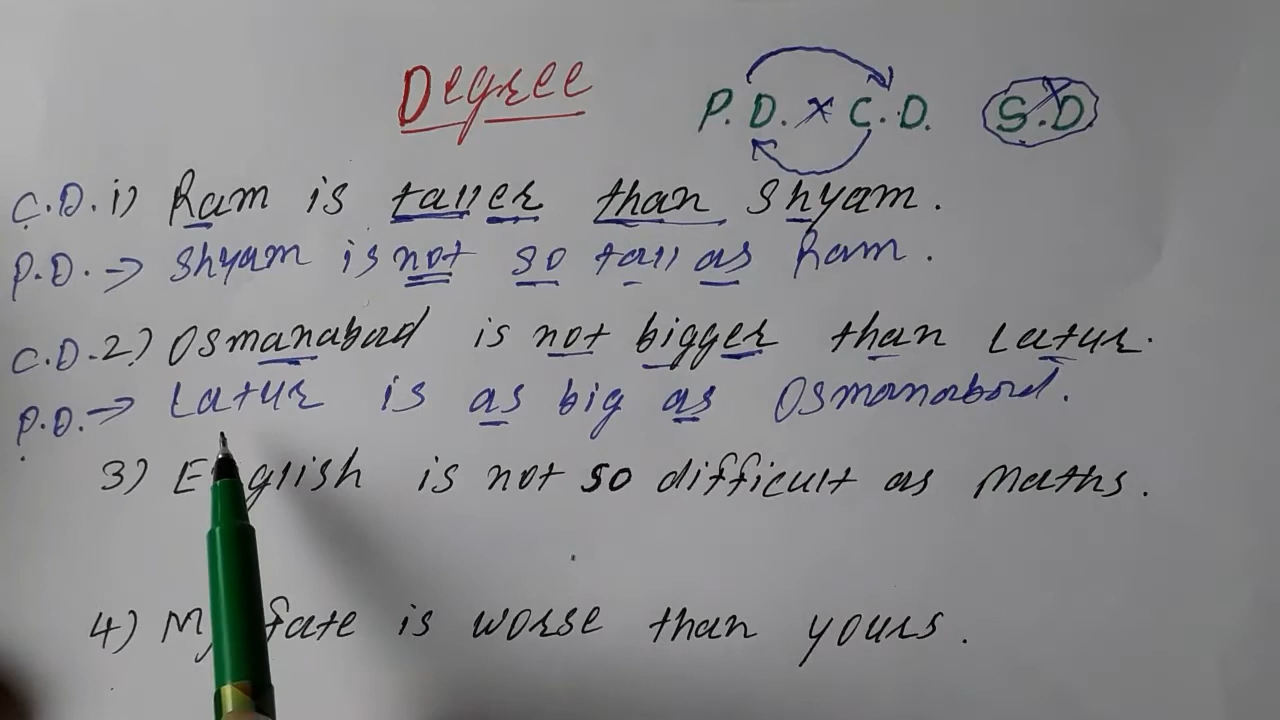 Degree P.D. × C.D. S.D
C.D. 1) Ram is taller than Shyam.
P.D. → Shyam is not so tall as Ram.
C.D. 2) Osmanabad is not bigger than Latur.
P.D. → Latur is as big as Osmanabad.
3) English is not so difficult as Maths.
4) My fate is worse than yours.